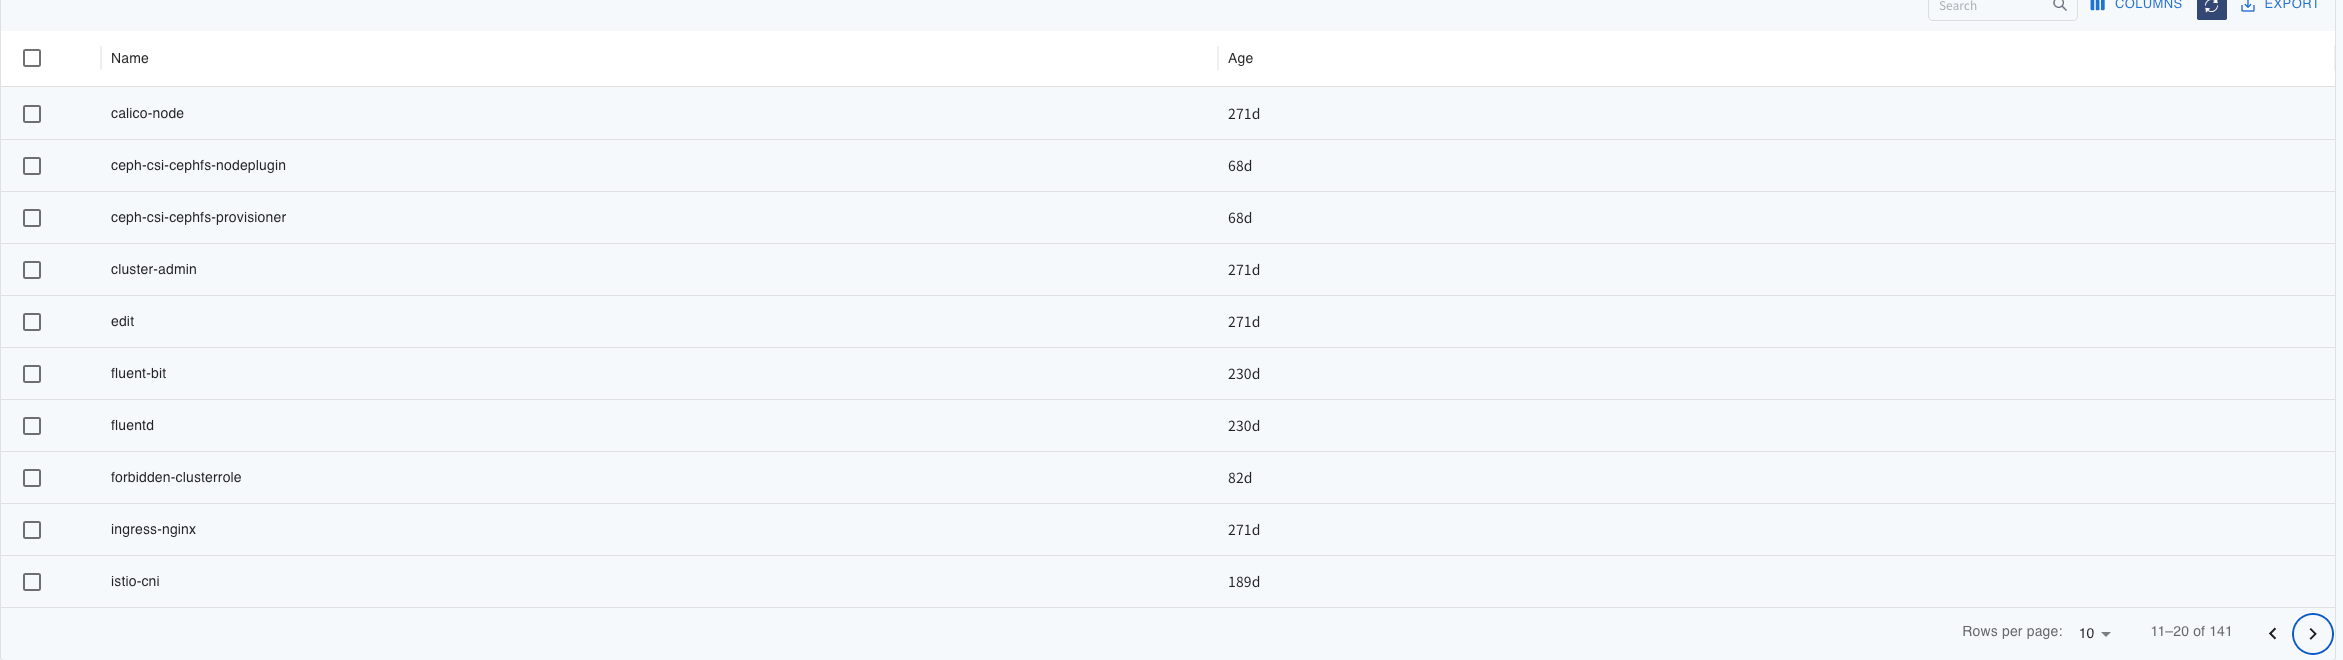 Search COLUMNS EXPORT
Name Age
calico-node 271d
ceph-csi-cephfs-nodeplugin 68d
ceph-csi-cephfs-provisioner 68d
cluster-admin 271d
edit 271d
fluent-bit 230d
fluentd 230d
forbidden-clusterrole 82d
ingress-nginx 271d
istio-cni 189d
Rows per page: 10 11–20 of 141